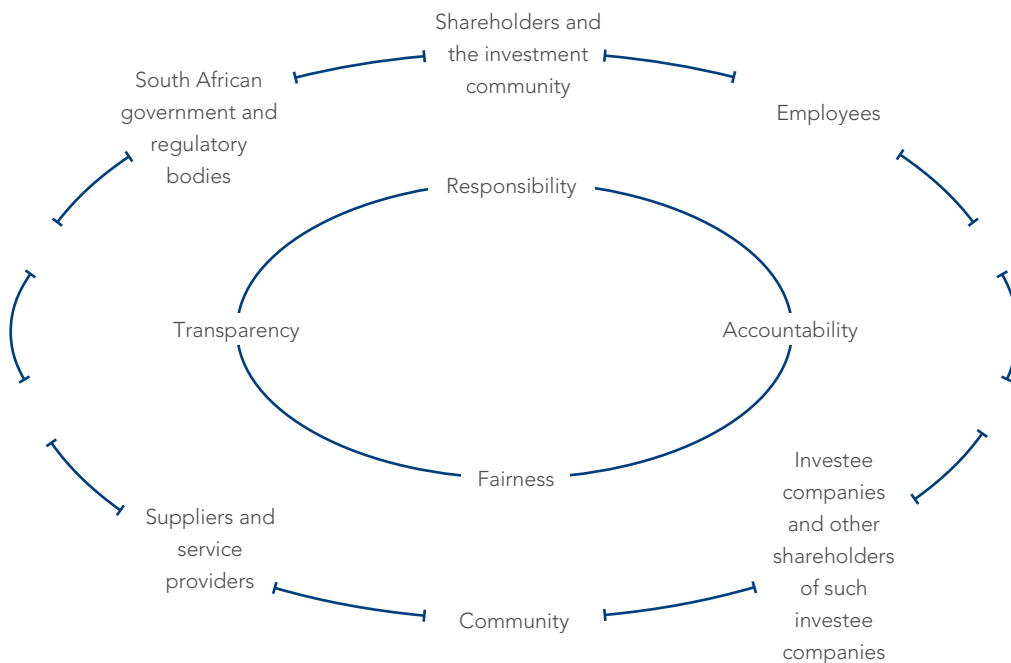 Shareholders and
the investment
community
South African
government and
regulatory
bodies
Employees
Responsibility
Transparency
Accountability
Fairness
Investee
companies
and other
shareholders
of such
investee
companies
Suppliers and
service
providers
Community